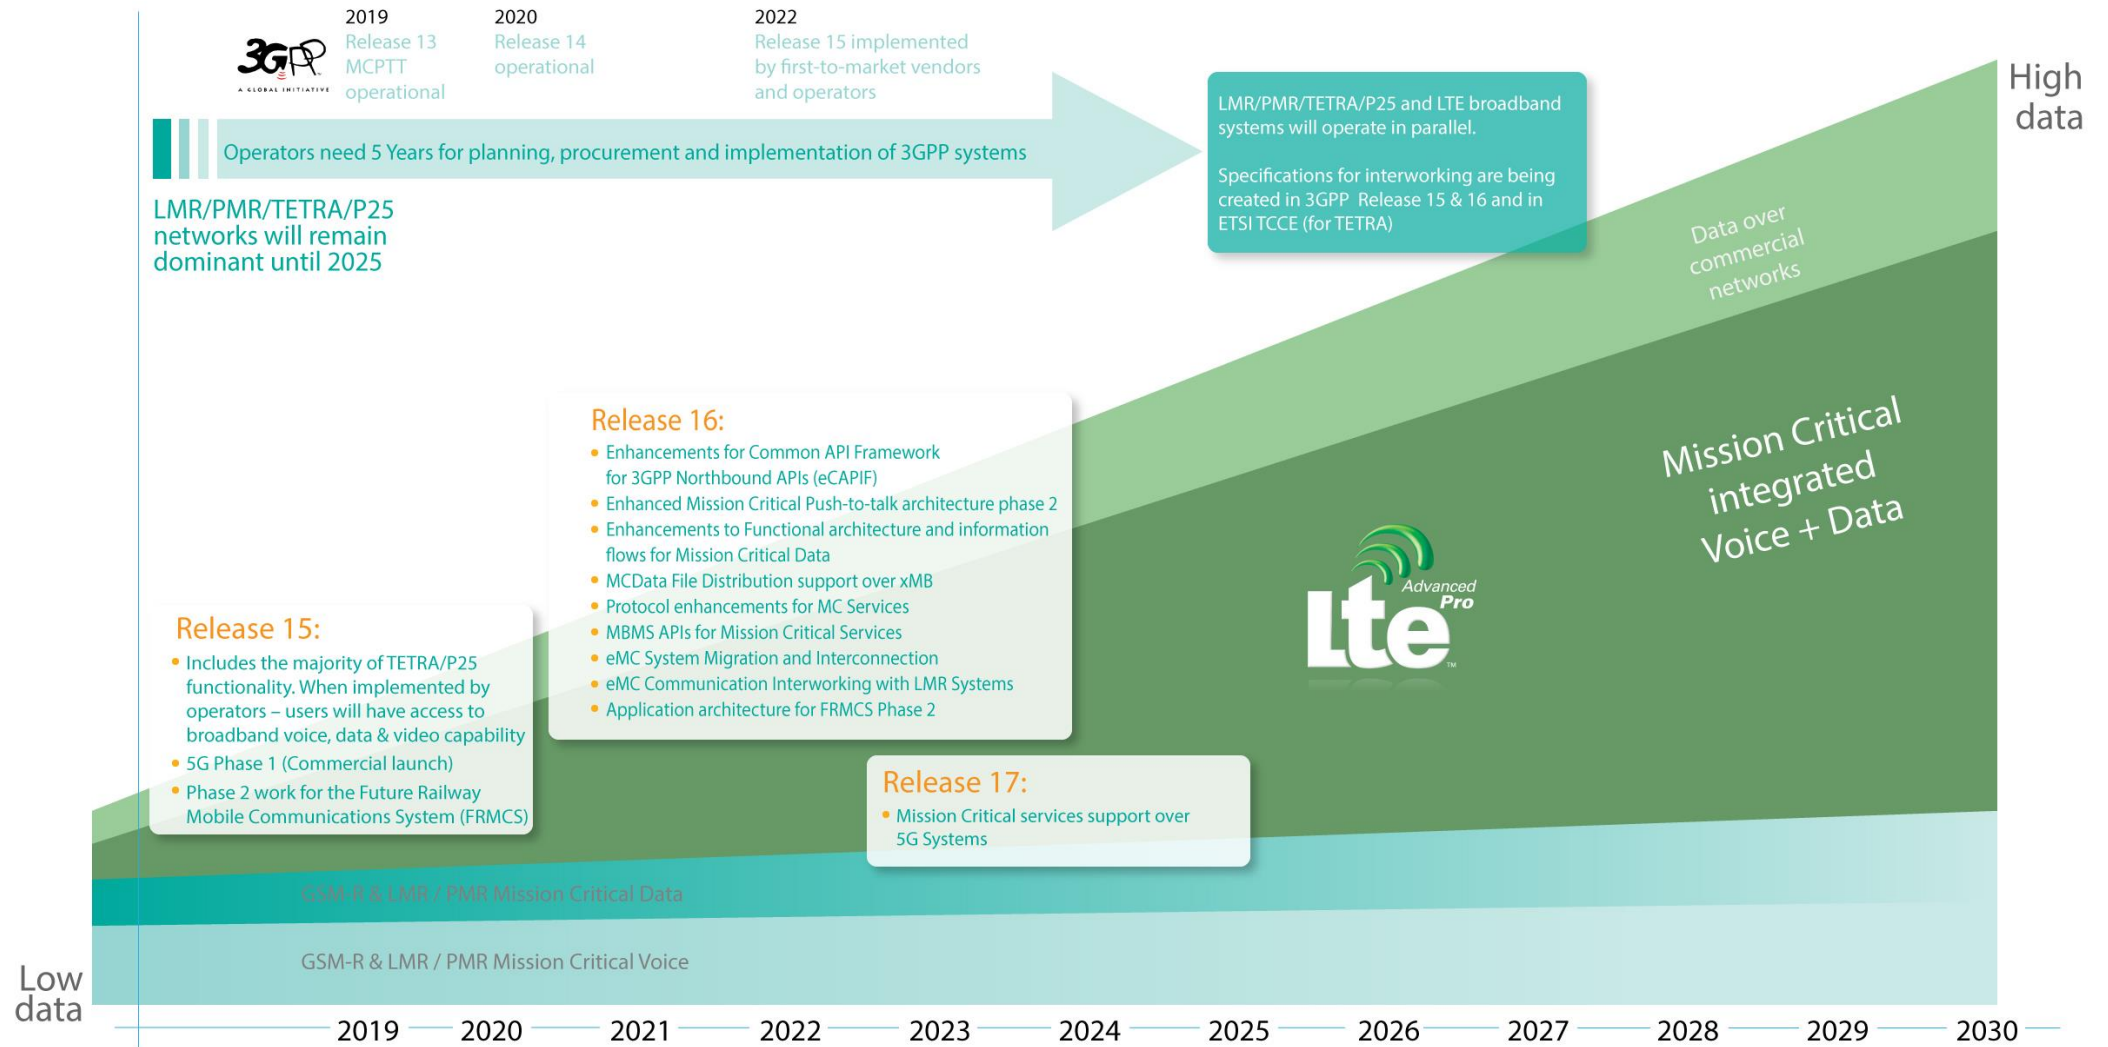 2019
Release 13
MCPTT
operational
2020
Release 14
operational
2022
Release 15 implemented
by first-to-market vendors
and operators
3GPP
A GLOBAL INITIATIVE
Operators need 5 Years for planning, procurement and implementation of 3GPP systems
LMR/PMR/TETRA/P25
networks will remain
dominant until 2025
LMR/PMR/TETRA/P25 and LTE broadband
systems will operate in parallel.
Specifications for interworking are being
created in 3GPP Release 15 & 16 and in
ETSI TCCE (for TETRA)
High
data
Data over
commercial
networks
Mission Critical
integrated
Voice + Data
Release 16:
• Enhancements for Common API Framework
for 3GPP Northbound APIs (eCAPIF)
• Enhanced Mission Critical Push-to-talk architecture phase 2
• Enhancements to Functional architecture and information
flows for Mission Critical Data
• MCData File Distribution support over xMB
• Protocol enhancements for MC Services
• MBMS APIs for Mission Critical Services
• eMC System Migration and Interconnection
• eMC Communication Interworking with LMR Systems
• Application architecture for FRMCS Phase 2
Lte
Advanced
Pro
TM
Release 15:
• Includes the majority of TETRA/P25
functionality. When implemented by
operators – users will have access to
broadband voice, data & video capability
• 5G Phase 1 (Commercial launch)
• Phase 2 work for the Future Railway
Mobile Communications System (FRMCS)
Release 17:
• Mission Critical services support over
5G Systems
GSM-R & LMR / PMR Mission Critical Data
GSM-R & LMR / PMR Mission Critical Voice
Low
data
2019 2020 2021 2022 2023 2024 2025 2026 2027 2028 2029 2030